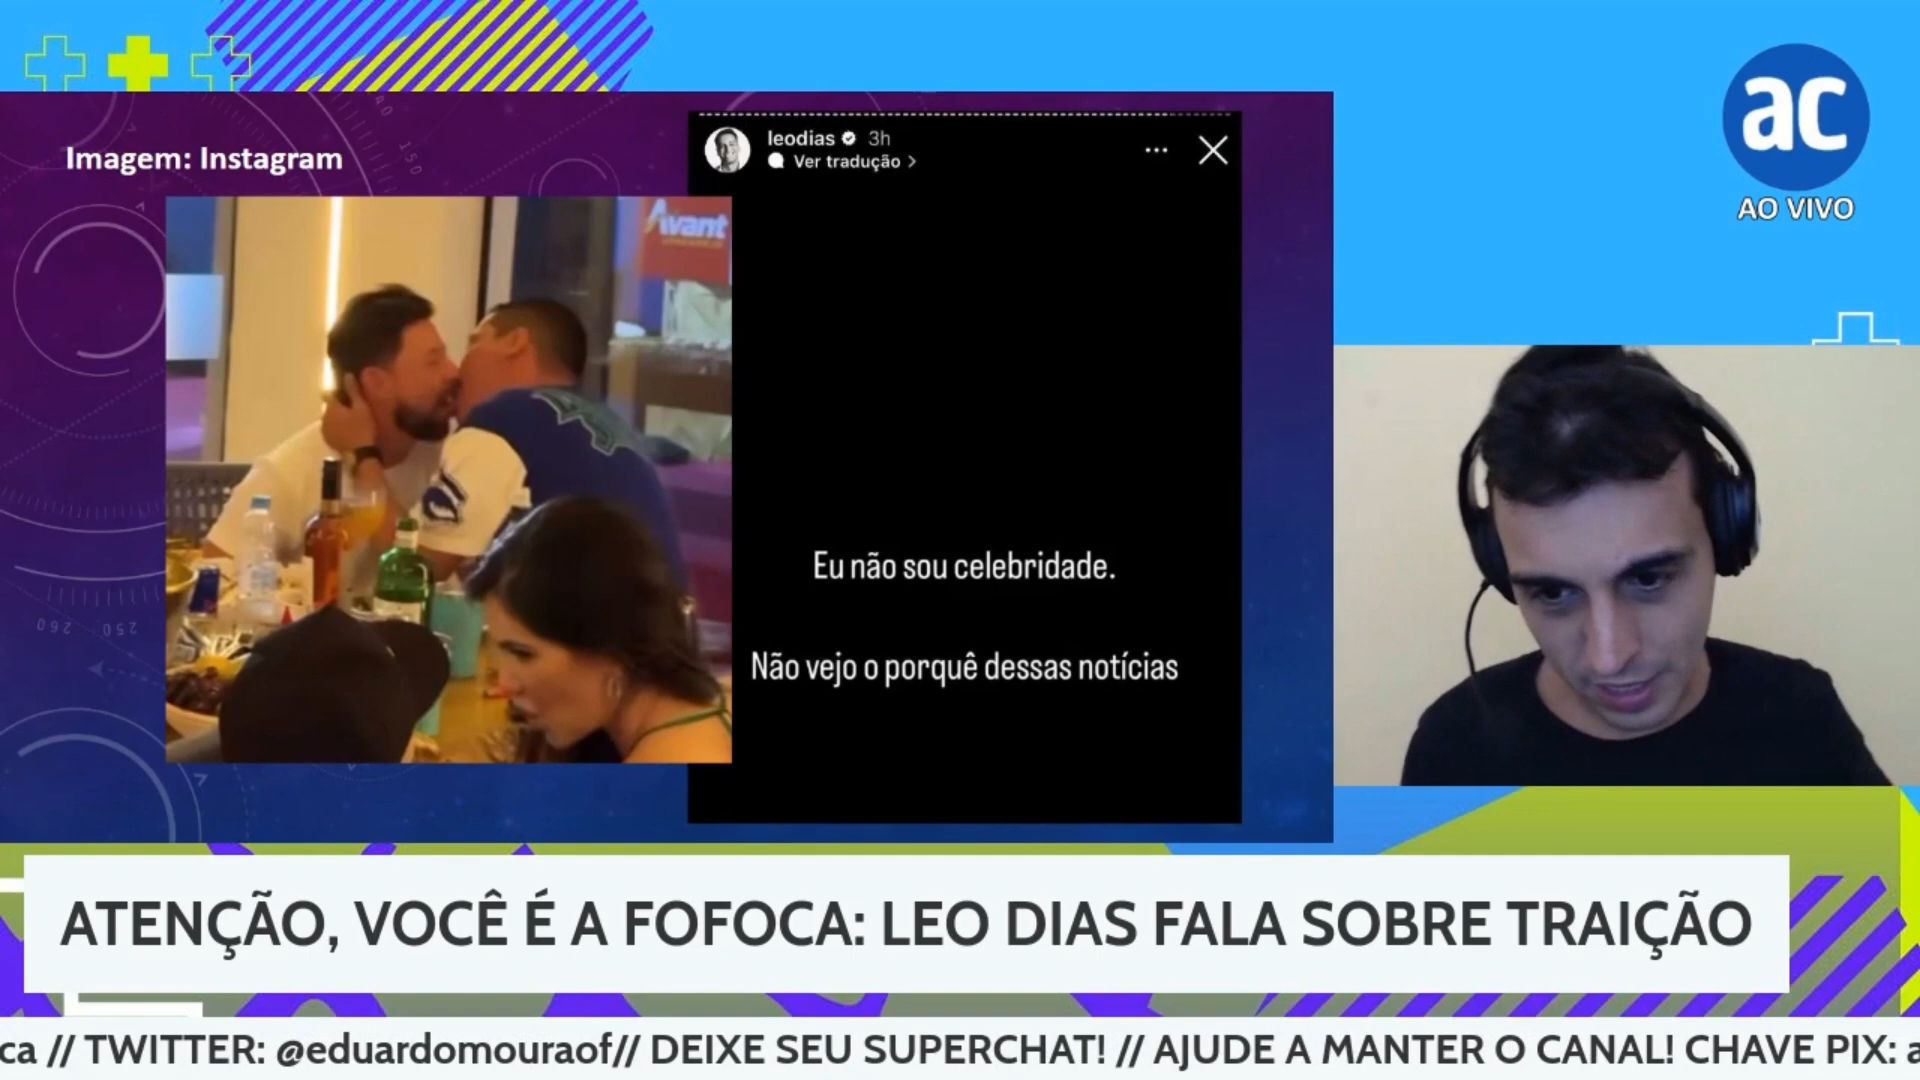 ac
AO VIVO
Imagem: Instagram
leodias 3h
Ver tradução >
Avant
Eu não sou celebridade.
Não vejo o porquê dessas notícias
ATENÇÃO, VOCÊ É A FOFOCA: LEO DIAS FALA SOBRE TRAIÇÃO
ca // TWITTER: @eduardomouraof// DEIXE SEU SUPERCHAT! // AJUDE A MANTER O CANAL! CHAVE PIX: a